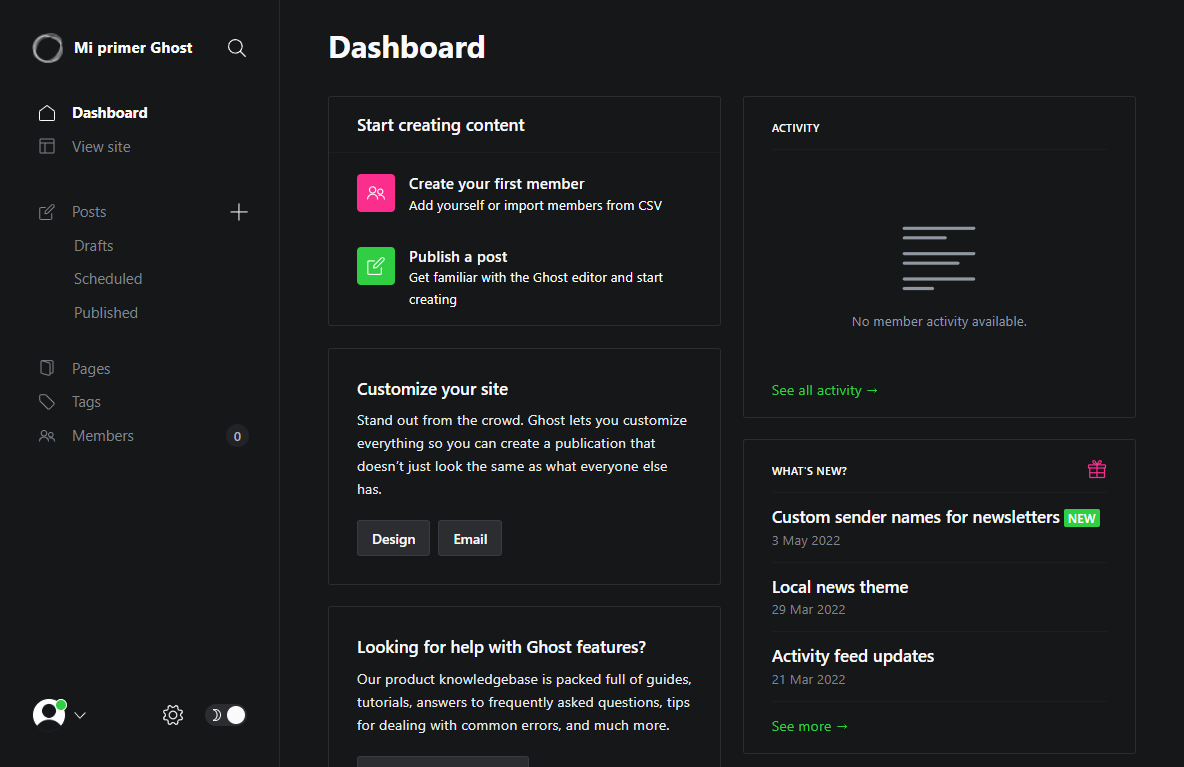 Mi primer Ghost
Dashboard
View site
Posts
Drafts
Scheduled
Published
Pages
Tags
Members
0
Dashboard
Start creating content
Create your first member
Add yourself or import members from CSV
Publish a post
Get familiar with the Ghost editor and start
creating
Customize your site
Stand out from the crowd. Ghost lets you customize
everything so you can create a publication that
doesn’t just look the same as what everyone else
has.
Design
Email
Looking for help with Ghost features?
Our product knowledgebase is packed full of guides,
tutorials, answers to frequently asked questions, tips
for dealing with common errors, and much more.
ACTIVITY
No member activity available.
See all activity →
WHAT'S NEW?
Custom sender names for newsletters NEW
3 May 2022
Local news theme
29 Mar 2022
Activity feed updates
21 Mar 2022
See more →